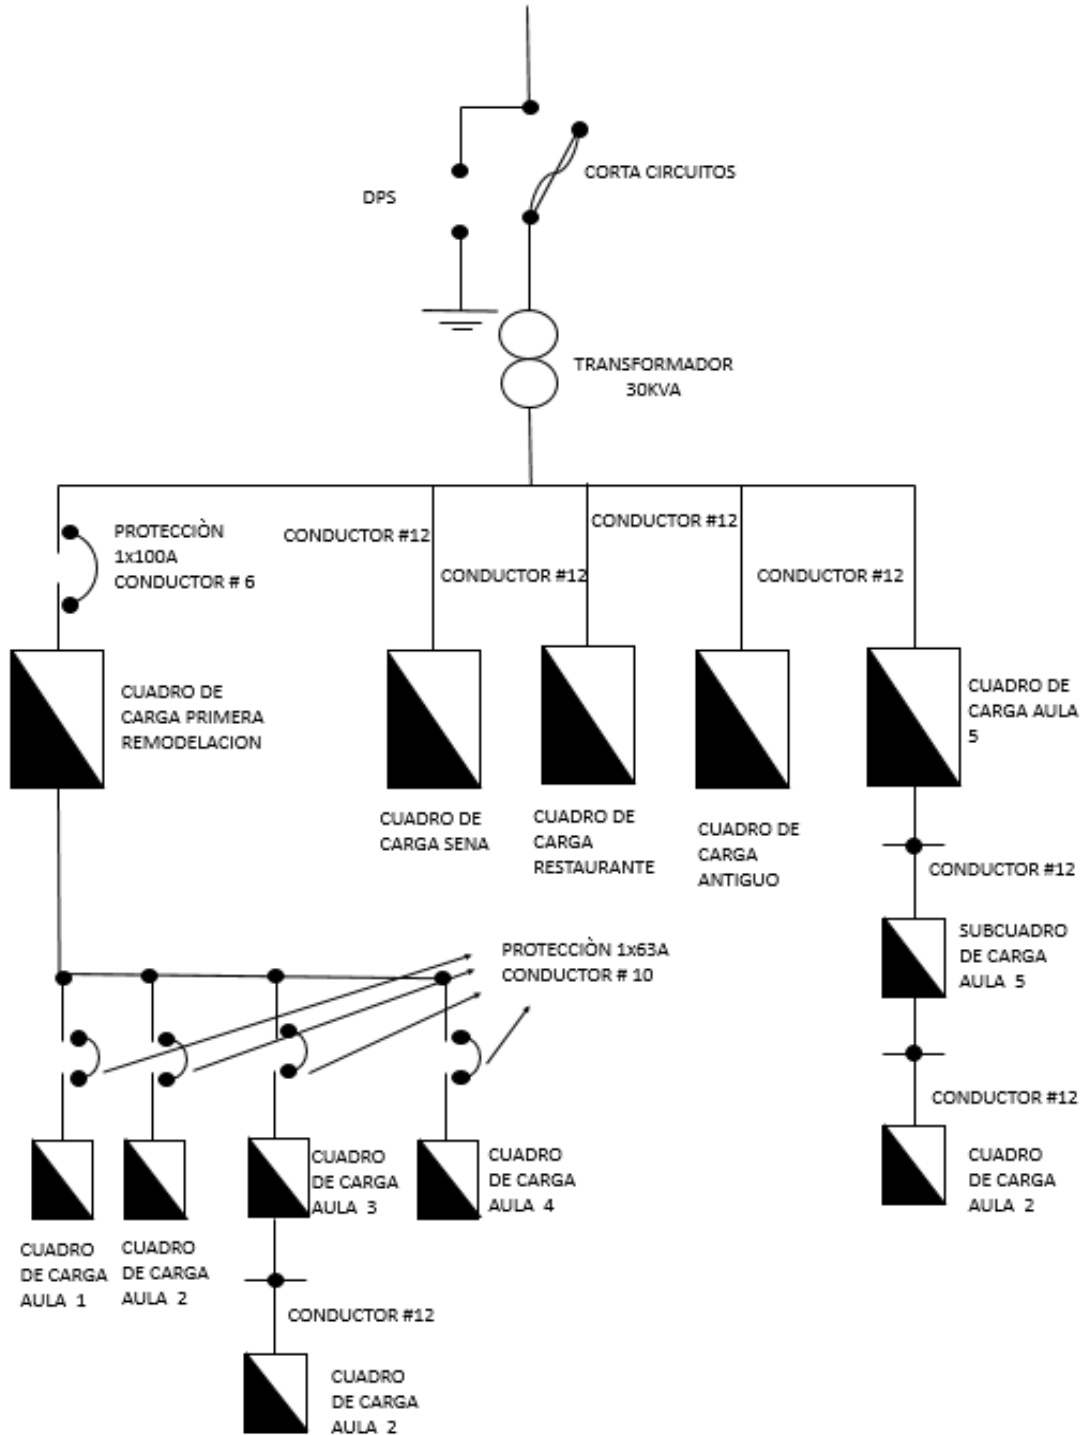 CORTA CIRCUITOS
DPS
TRANSFORMADOR
30KVA
PROTECCIÒN
1x100A
CONDUCTOR # 6
CONDUCTOR #12
CONDUCTOR #12
CONDUCTOR #12
CONDUCTOR #12
CUADRO DE
CARGA PRIMERA
REMODELACION
CUADRO DE
CARGA SENA
CUADRO DE
CARGA
RESTAURANTE
CUADRO DE
CARGA
ANTIGUO
CUADRO DE
CARGA AULA
5
CONDUCTOR #12
SUBCUADRO
DE CARGA
AULA 5
CONDUCTOR #12
CUADRO
DE CARGA
AULA 2
PROTECCIÒN 1x63A
CONDUCTOR # 10
CUADRO
DE CARGA
AULA 1
CUADRO
DE CARGA
AULA 2
CUADRO
DE CARGA
AULA 3
CUADRO
DE CARGA
AULA 4
CONDUCTOR #12
CUADRO
DE CARGA
AULA 2